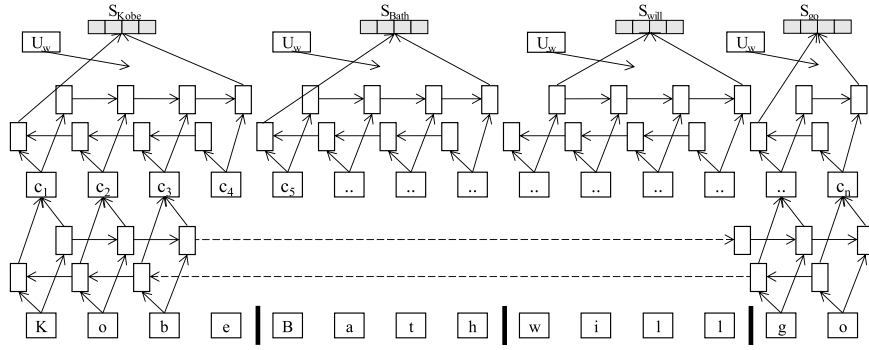 S_Kobe S_Bath S_will S_go
U_w U_w U_w U_w
c_1 c_2 c_3 c_4 c_5 .. .. .. .. .. .. .. .. c_n
K o b e B a t h w i l l g o